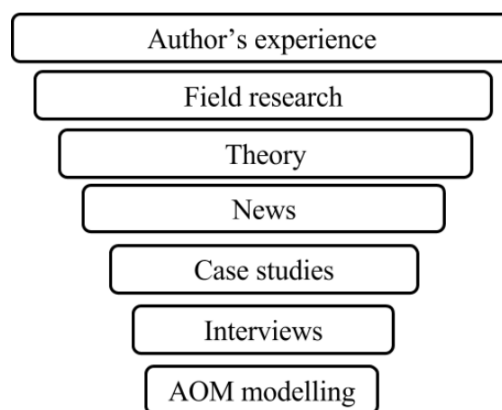 Author’s experience
Field research
Theory
News
Case studies
Interviews
AOM modelling